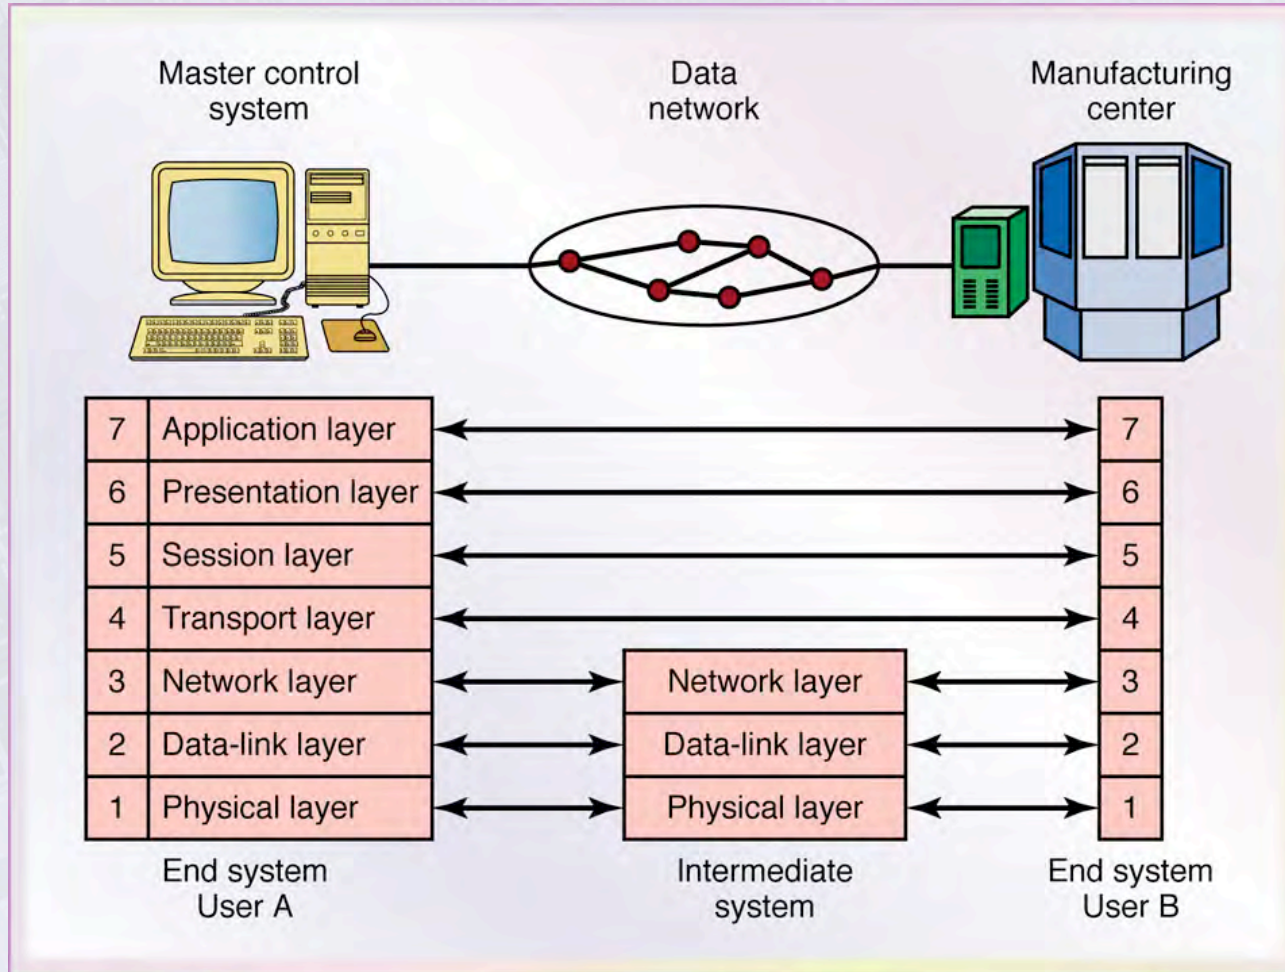 Master control
system
Data
network
Manufacturing
center
7 Application layer 7
6 Presentation layer 6
5 Session layer 5
4 Transport layer 4
3 Network layer Network layer 3
2 Data-link layer Data-link layer 2
1 Physical layer Physical layer 1
End system
User A
Intermediate
system
End system
User B